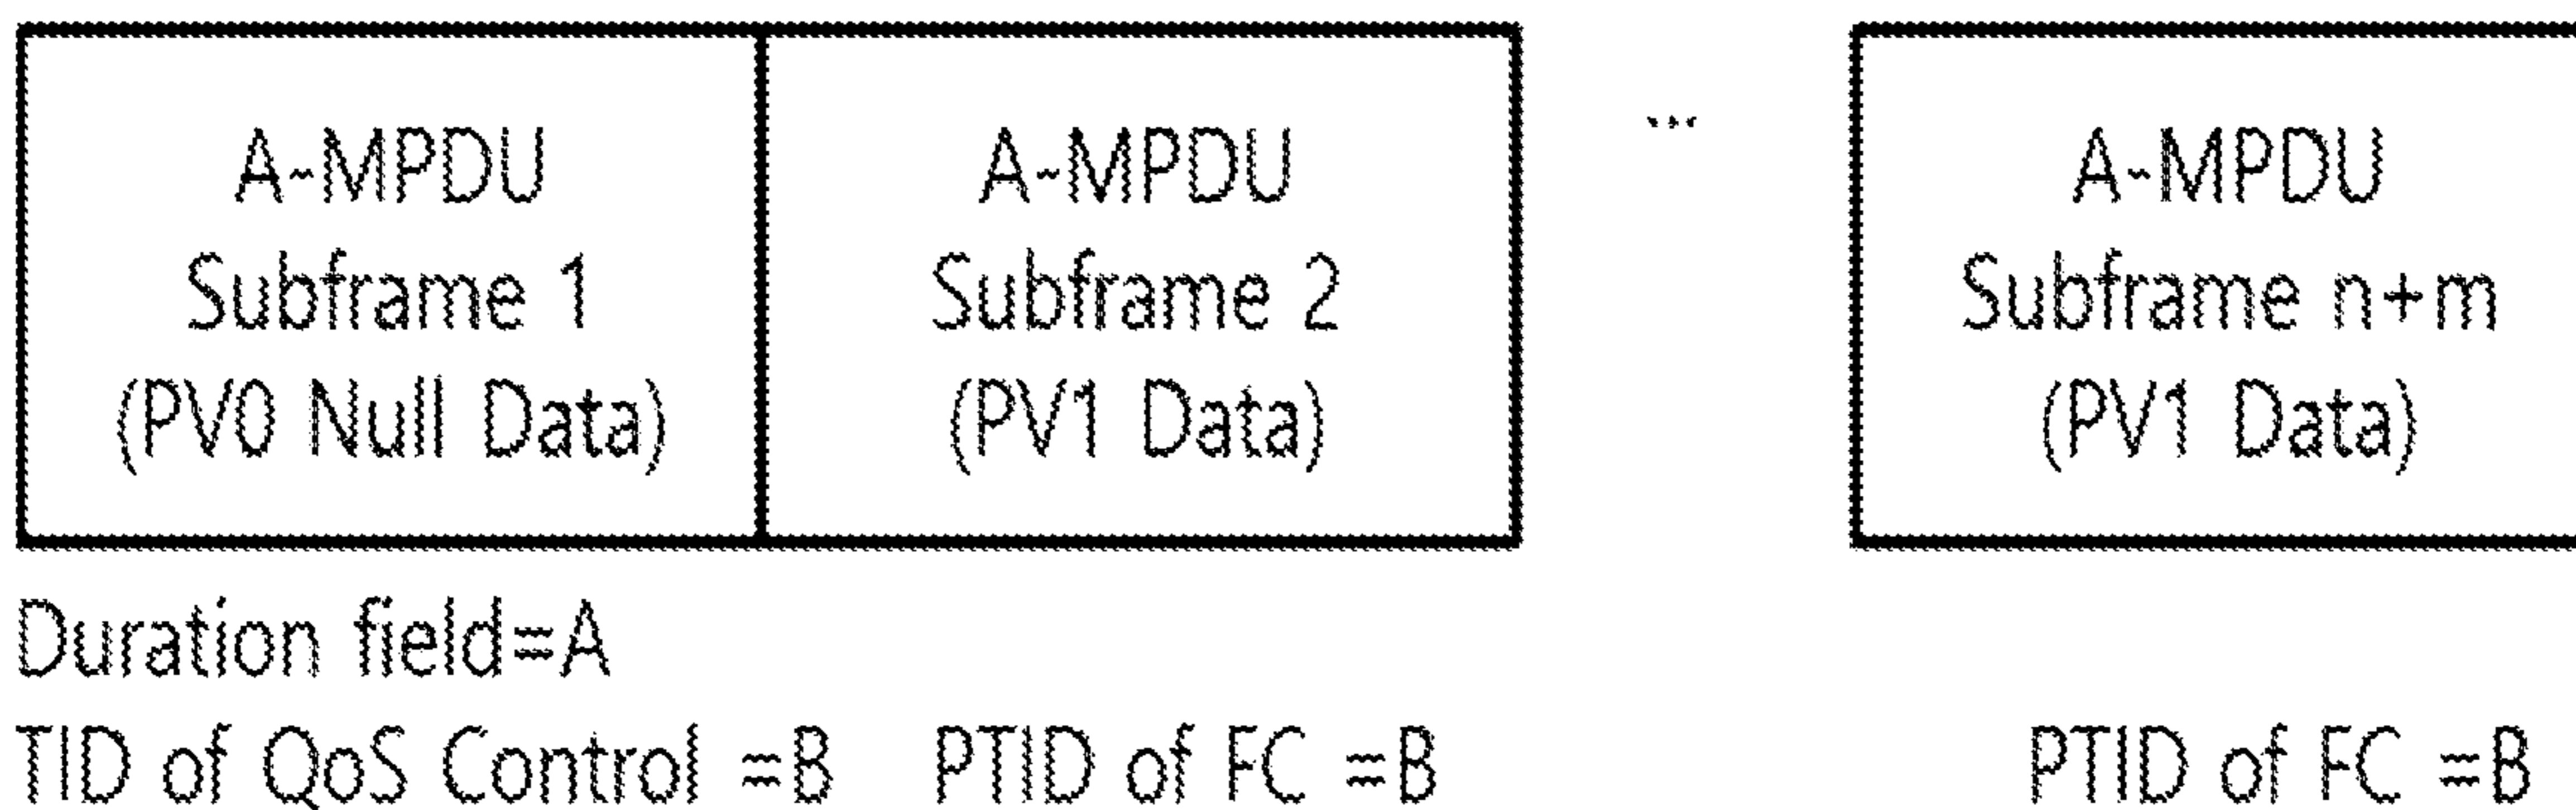 A-MPDU
Subframe 1
(PV0 Null Data)
A-MPDU
Subframe 2
(PV1 Data)
...
A-MPDU
Subframe n+m
(PV1 Data)
Duration field=A
TID of QoS Control =B
PTID of FC =B
PTID of FC =B